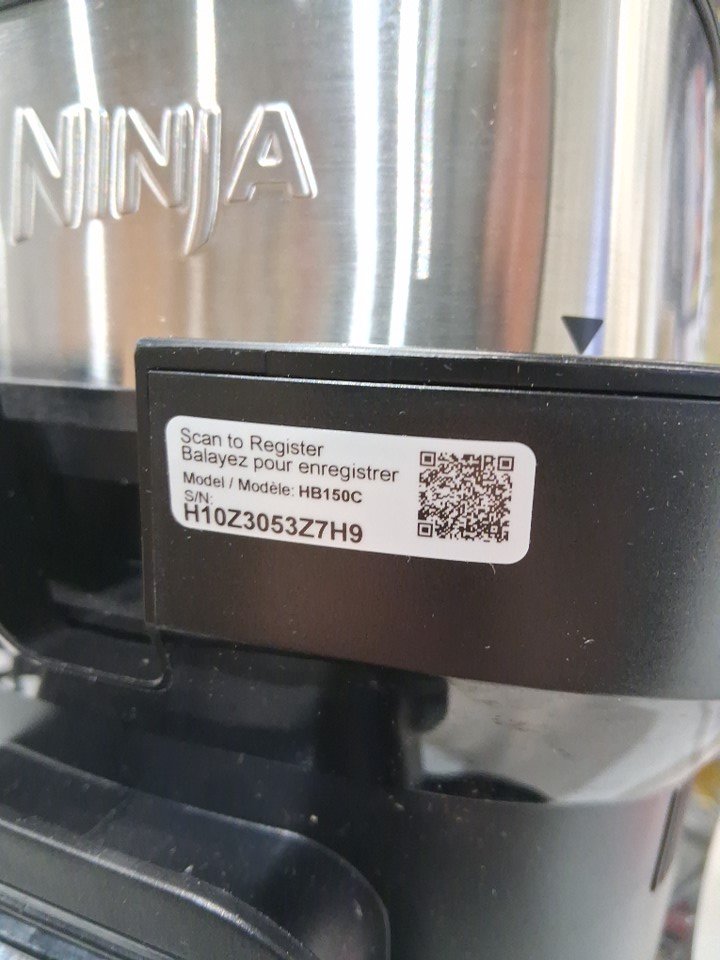 NINJA
Scan to Register
Balayez pour enregistrer
Model / Modèle: HB150C
S/N:
H10Z3053Z7H9